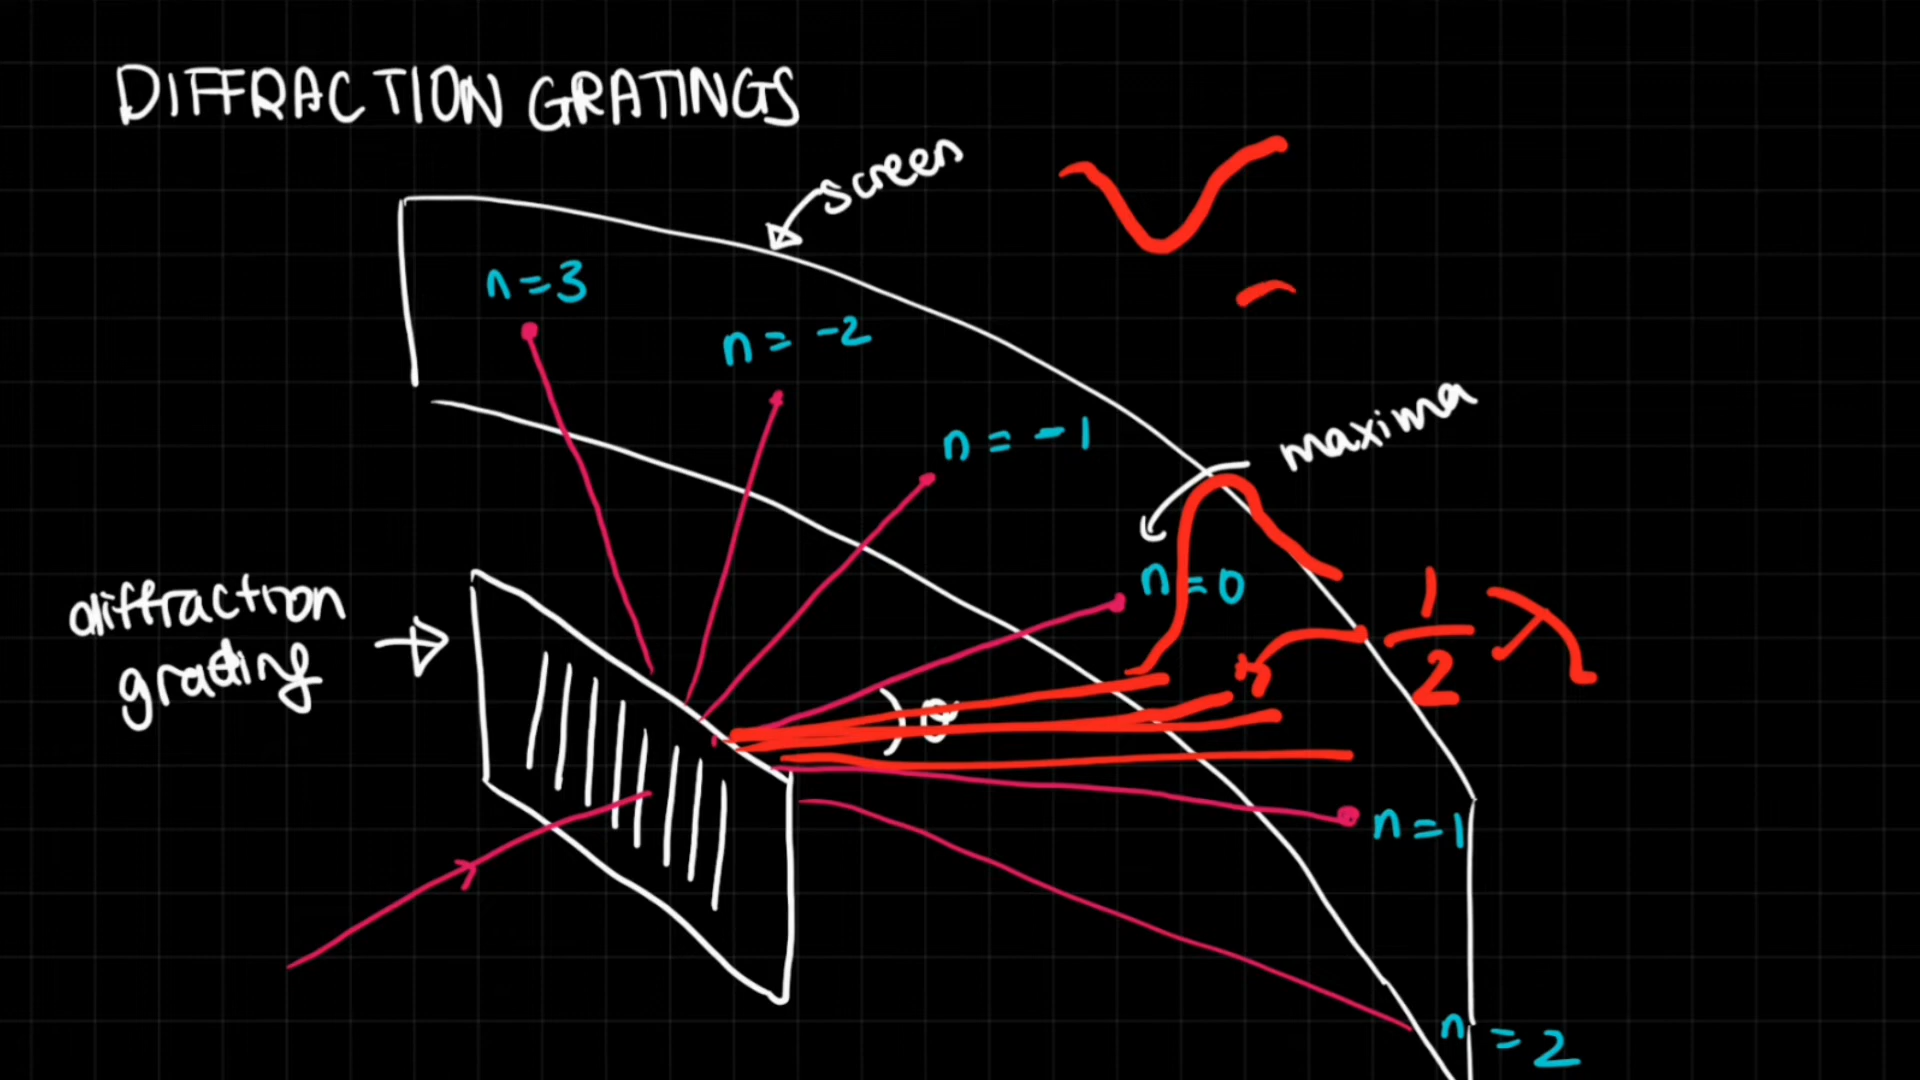 DIFFRACTION GRATINGS
screen
n = 3
n = -2
n = -1
maxima
n = 0
diffraction
grating
θ
1/2 λ
n = 1
n = 2